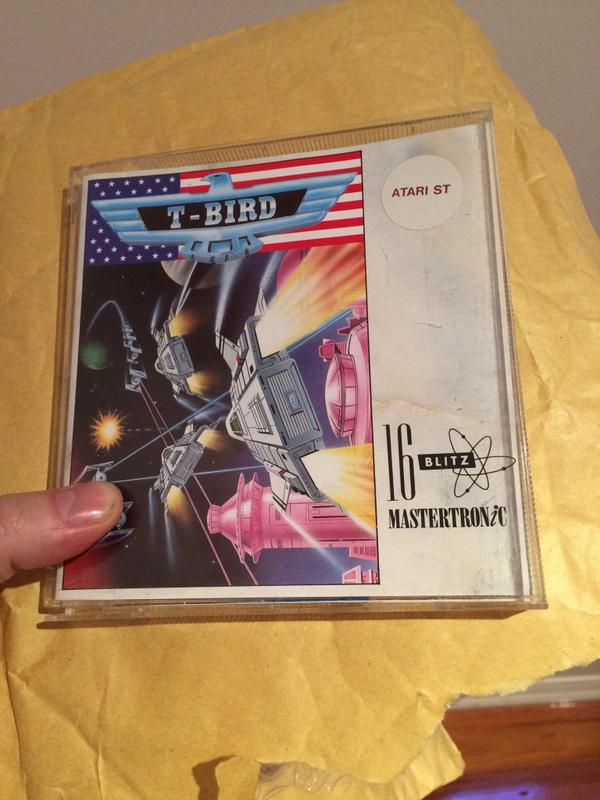 T-BIRD
ATARI ST
16
BLITZ
MASTERTRONiC